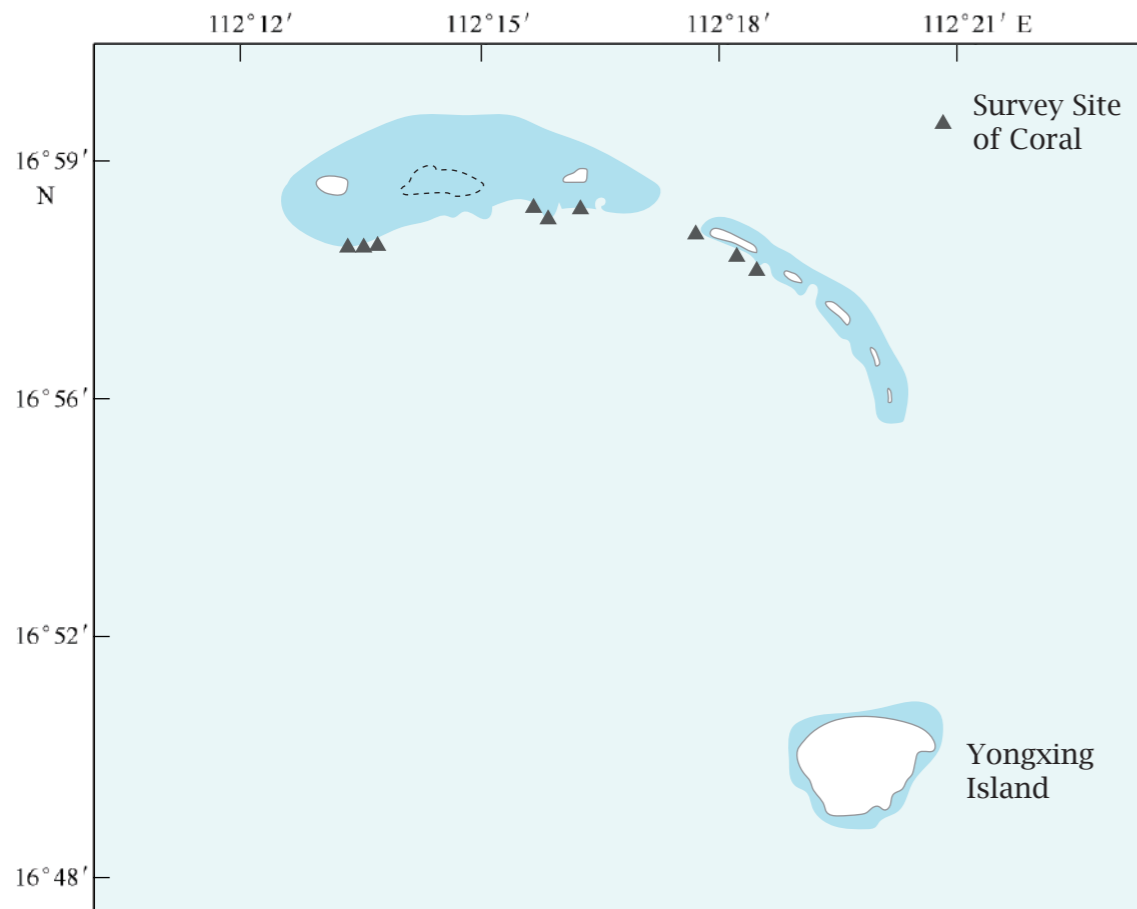 112°12′ 112°15′ 112°18′ 112°21′ E
Survey Site
of Coral
16°59′
N
16°56′
16°52′
Yongxing
Island
16°48′